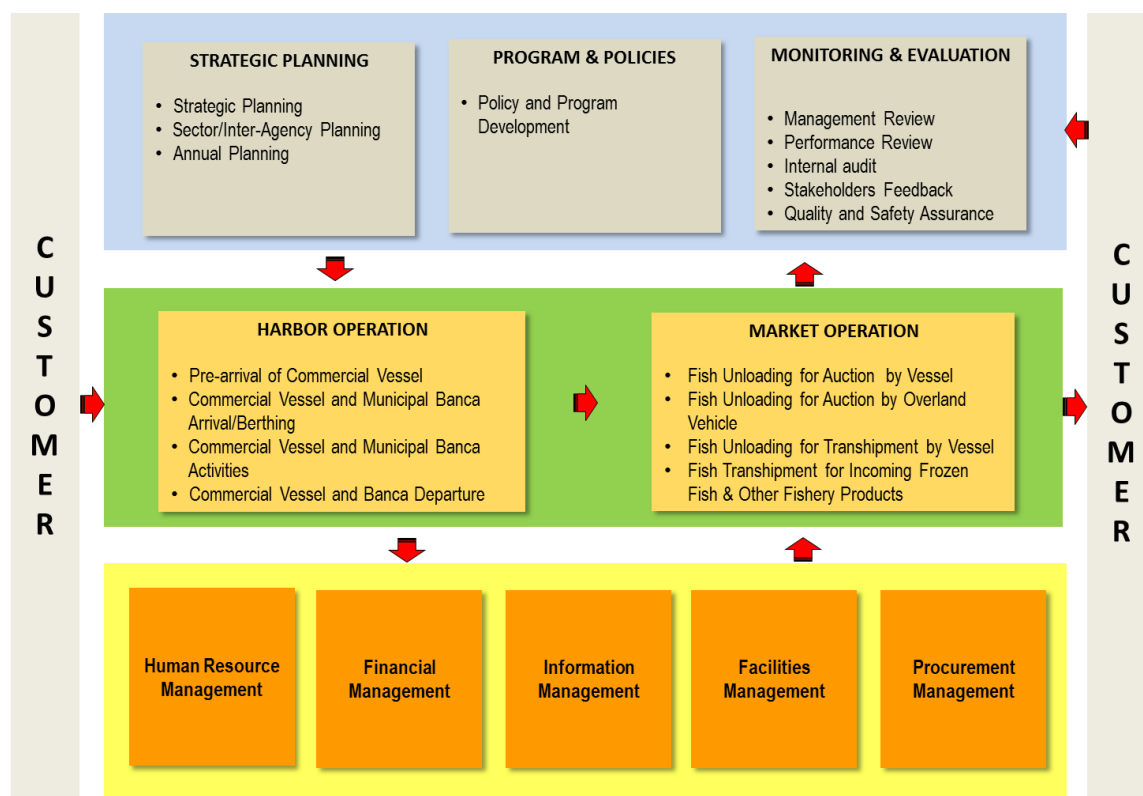 CUSTOMER
STRATEGIC PLANNING
• Strategic Planning
• Sector/Inter-Agency Planning
• Annual Planning
PROGRAM & POLICIES
• Policy and Program
Development
MONITORING & EVALUATION
• Management Review
• Performance Review
• Internal audit
• Stakeholders Feedback
• Quality and Safety Assurance
HARBOR OPERATION
• Pre-arrival of Commercial Vessel
• Commercial Vessel and Municipal Banca
Arrival/Berthing
• Commercial Vessel and Municipal Banca
Activities
• Commercial Vessel and Banca Departure
MARKET OPERATION
• Fish Unloading for Auction by Vessel
• Fish Unloading for Auction by Overland
Vehicle
• Fish Unloading for Transhipment by Vessel
• Fish Transhipment for Incoming Frozen
Fish & Other Fishery Products
Human Resource
Management
Financial
Management
Information
Management
Facilities
Management
Procurement
Management
CUSTOMER